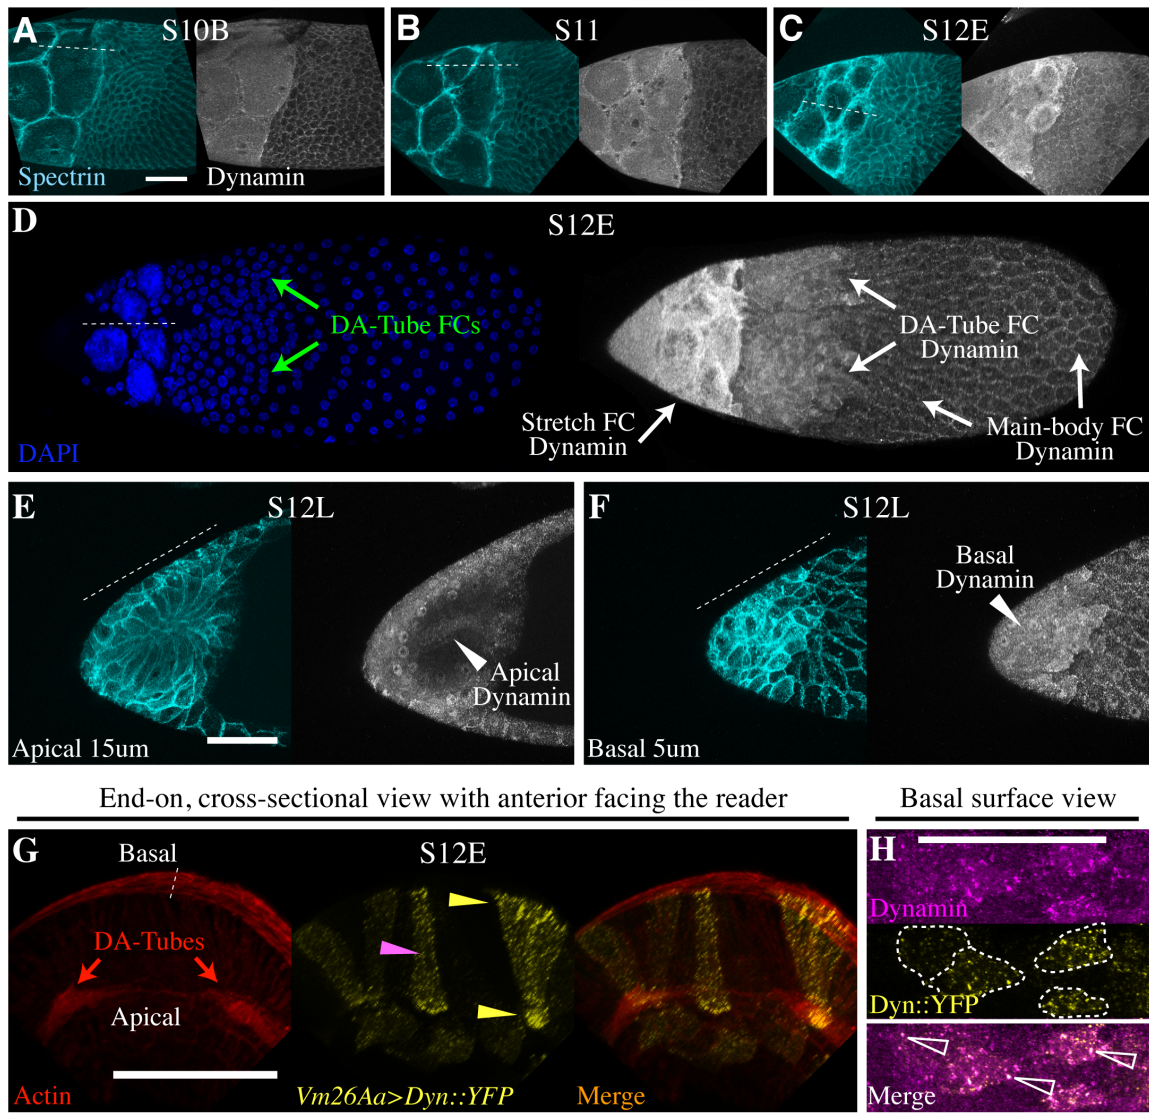 A
S10B
Spectrin
Dynamin
B
S11
C
S12E
D
S12E
DA-Tube FCs
DA-Tube FC
Dynamin
Stretch FC
Dynamin
Main-body FC
Dynamin
DAPI
E
S12L
Apical
Dynamin
Apical 15um
F
S12L
Basal
Dynamin
Basal 5um
End-on, cross-sectional view with anterior facing the reader
Basal surface view
G
S12E
Basal
DA-Tubes
Apical
Actin
Vm26Aa>Dyn::YFP
Merge
H
Dynamin
Dyn::YFP
Merge